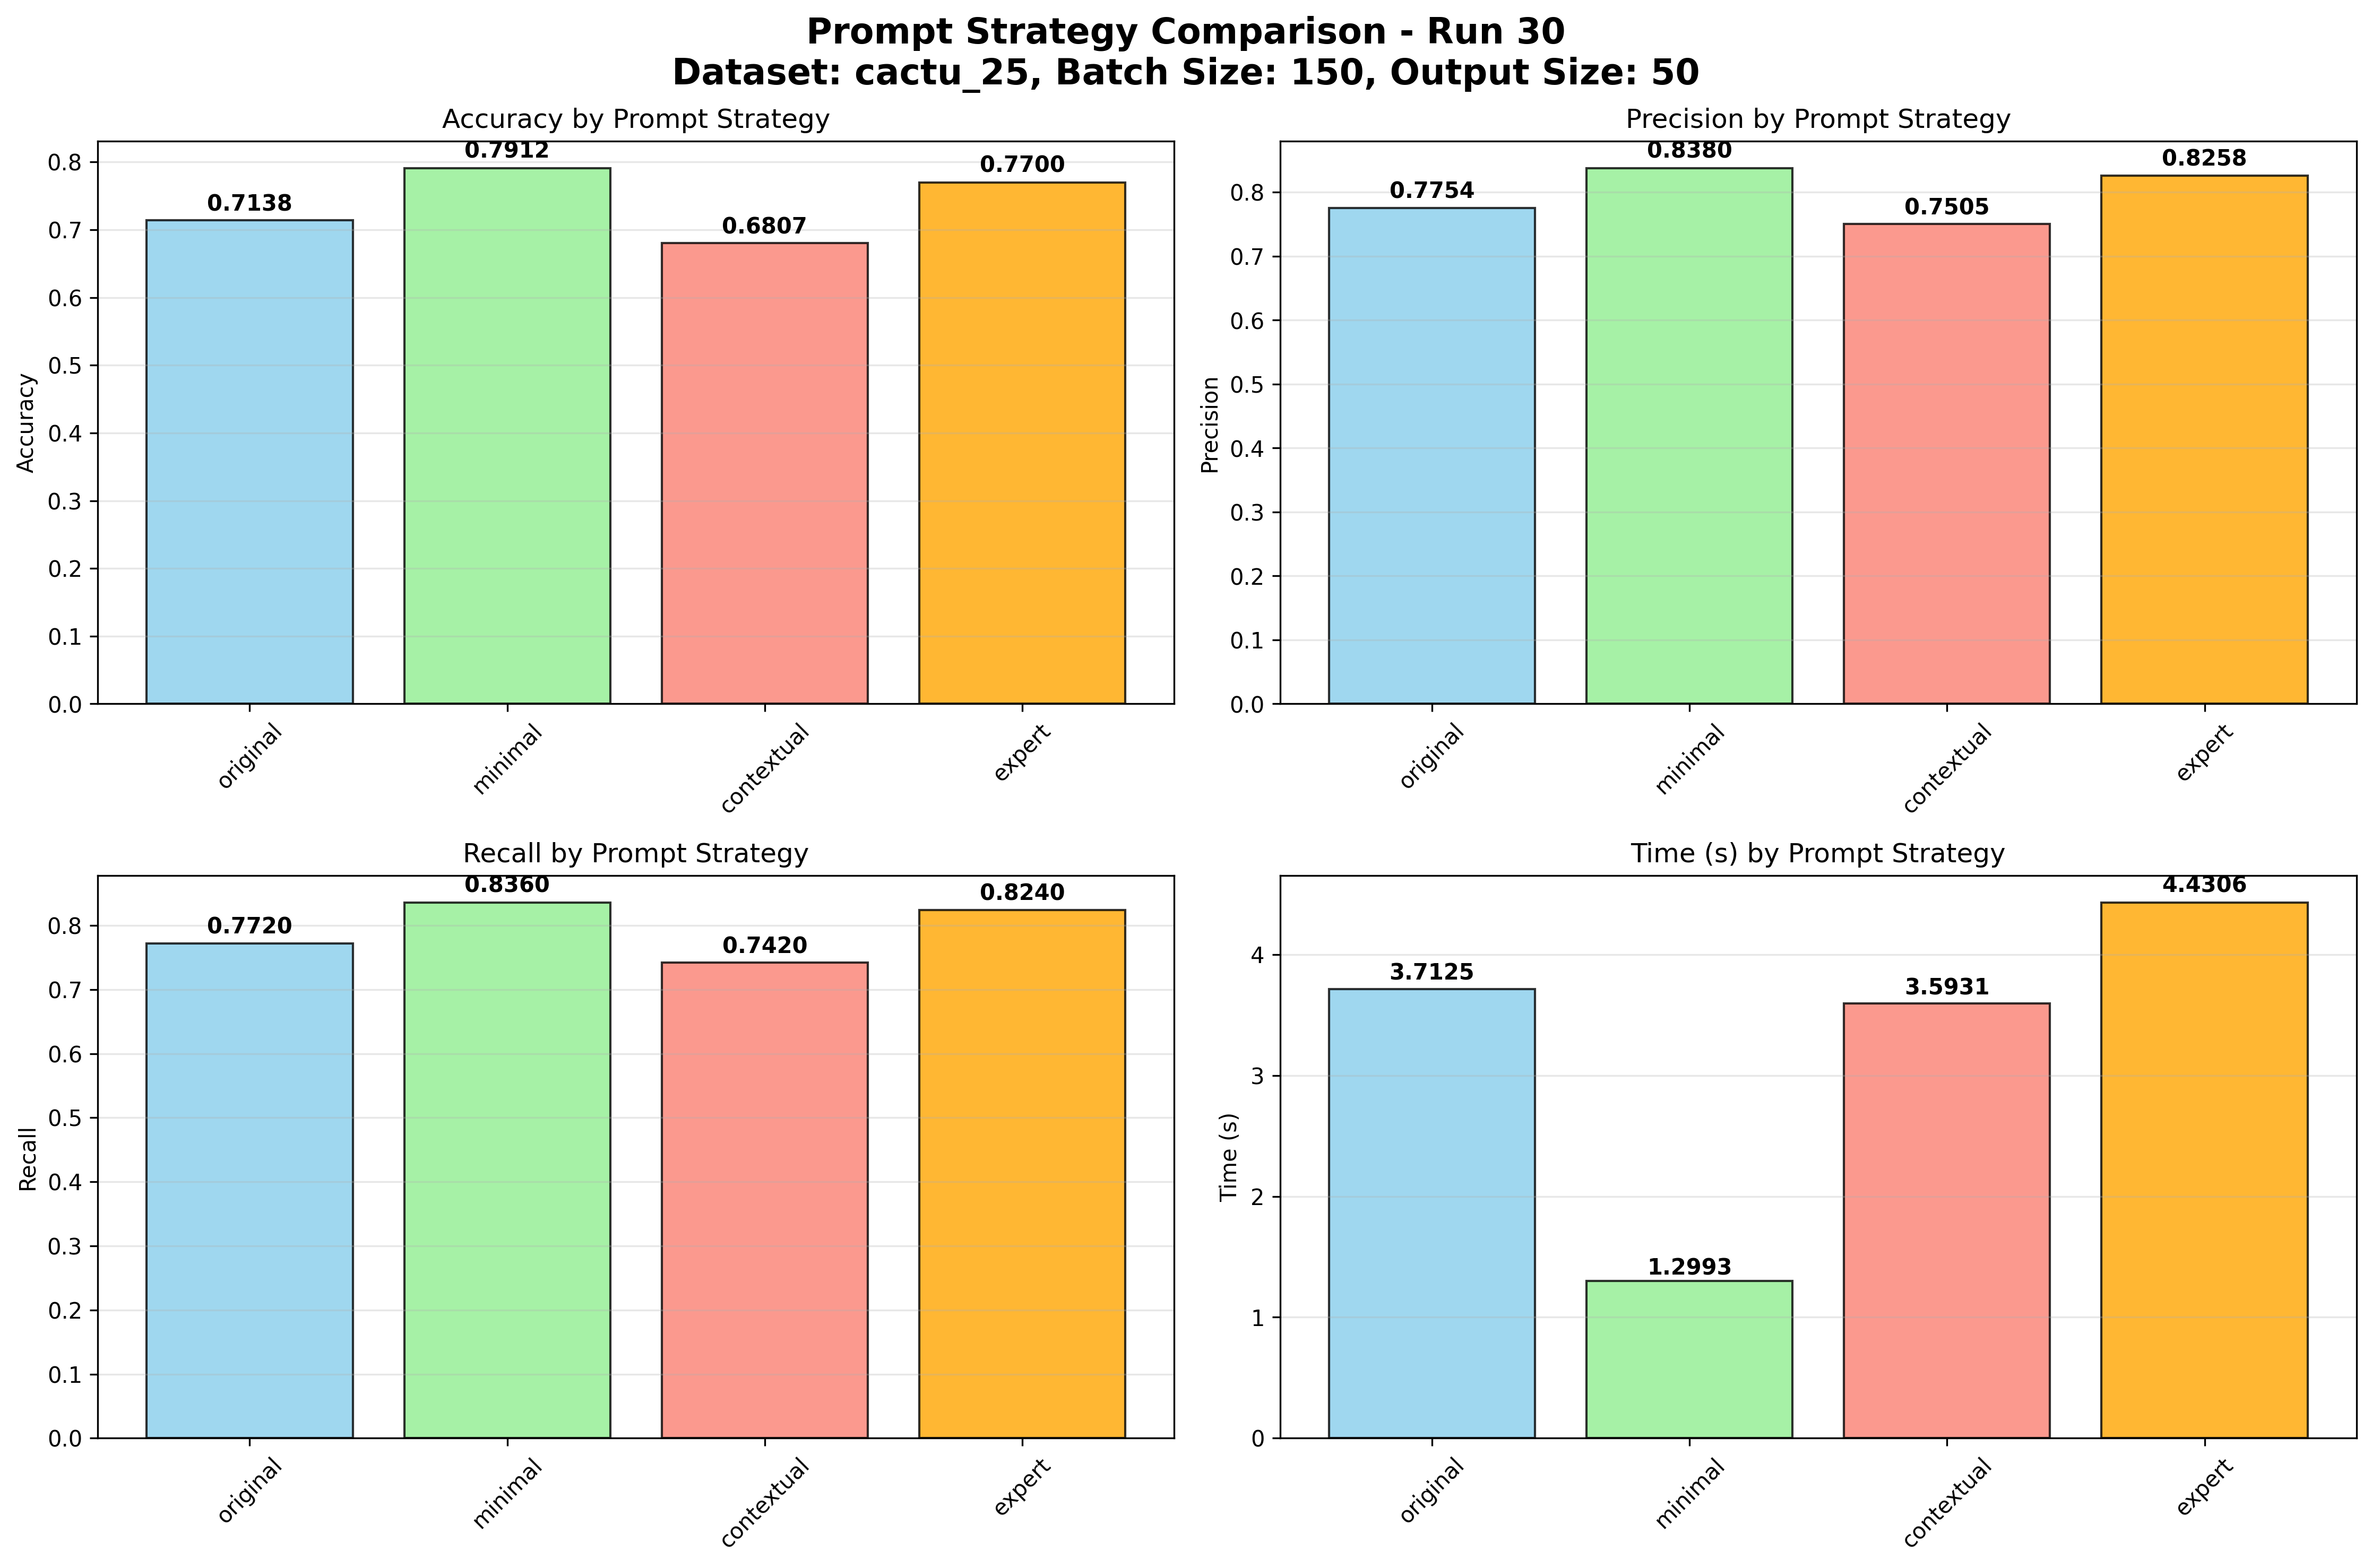 Prompt Strategy Comparison - Run 30
Dataset: cactu_25, Batch Size: 150, Output Size: 50
Accuracy by Prompt Strategy
Accuracy
0.8
0.7
0.6
0.5
0.4
0.3
0.2
0.1
0.0
0.7138
0.7912
0.6807
0.7700
original
minimal
contextual
expert
Precision by Prompt Strategy
Precision
0.8
0.7
0.6
0.5
0.4
0.3
0.2
0.1
0.0
0.7754
0.8380
0.7505
0.8258
original
minimal
contextual
expert
Recall by Prompt Strategy
Recall
0.8
0.7
0.6
0.5
0.4
0.3
0.2
0.1
0.0
0.7720
0.8360
0.7420
0.8240
original
minimal
contextual
expert
Time (s) by Prompt Strategy
Time (s)
4
3
2
1
0
3.7125
1.2993
3.5931
4.4306
original
minimal
contextual
expert